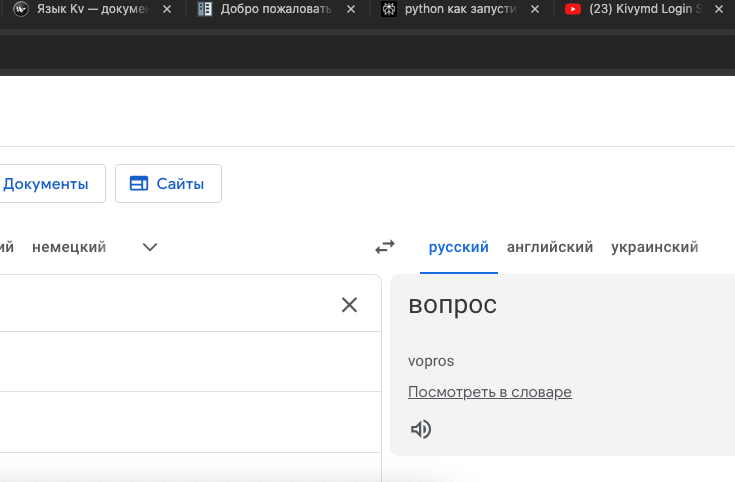 Язык Kv — докумен
Добро пожаловать
python как запусти
(23) Kivymd Login S
Документы
Сайты
ий
немецкий
русский
английский
украинский
вопрос
vopros
Посмотреть в словаре